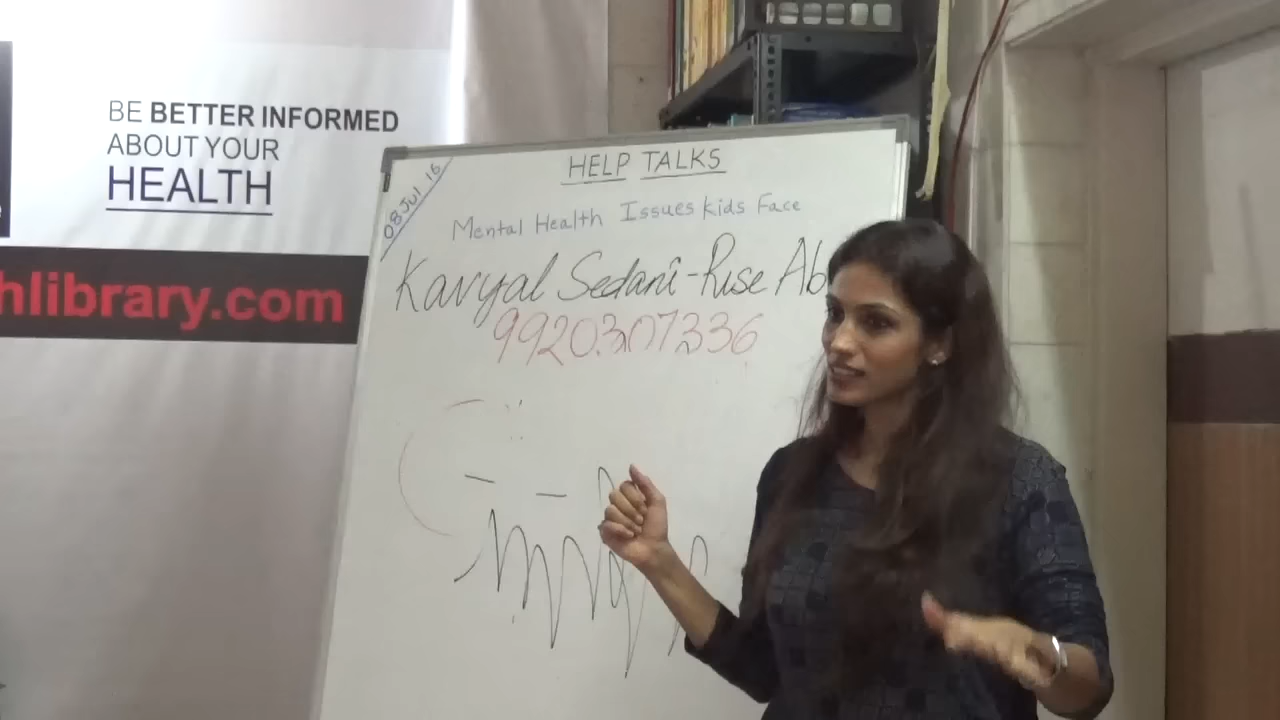 BE BETTER INFORMED
ABOUT YOUR
HEALTH
hlibrary.com
08 Jul 16
HELP TALKS
Mental Health Issues kids Face
Kavyal Sedani - Rise Ab
9920307336